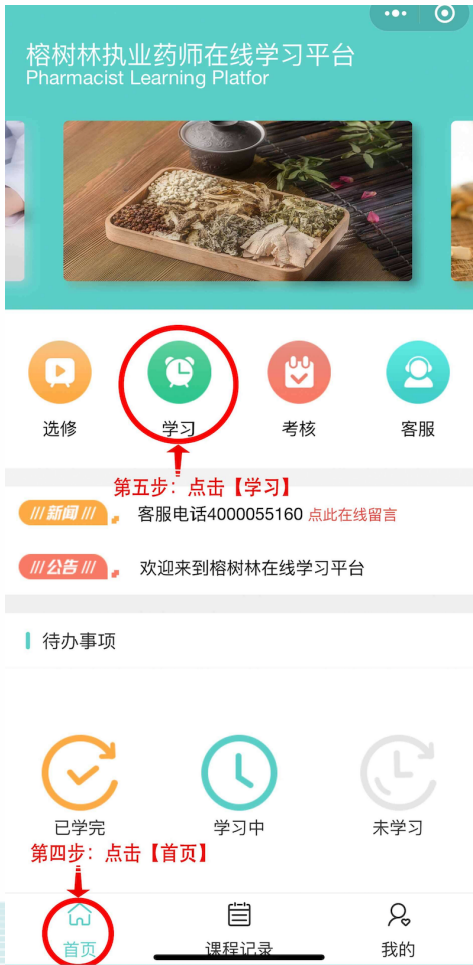 榕树林执业药师在线学习平台
Pharmacist Learning Platfor
选修
学习
考核
客服
第五步：点击【学习】
/// 新闻 ///
客服电话4000055160 点此在线留言
/// 公告 ///
欢迎来到榕树林在线学习平台
待办事项
已学完
学习中
未学习
第四步：点击【首页】
首页
课程记录
我的